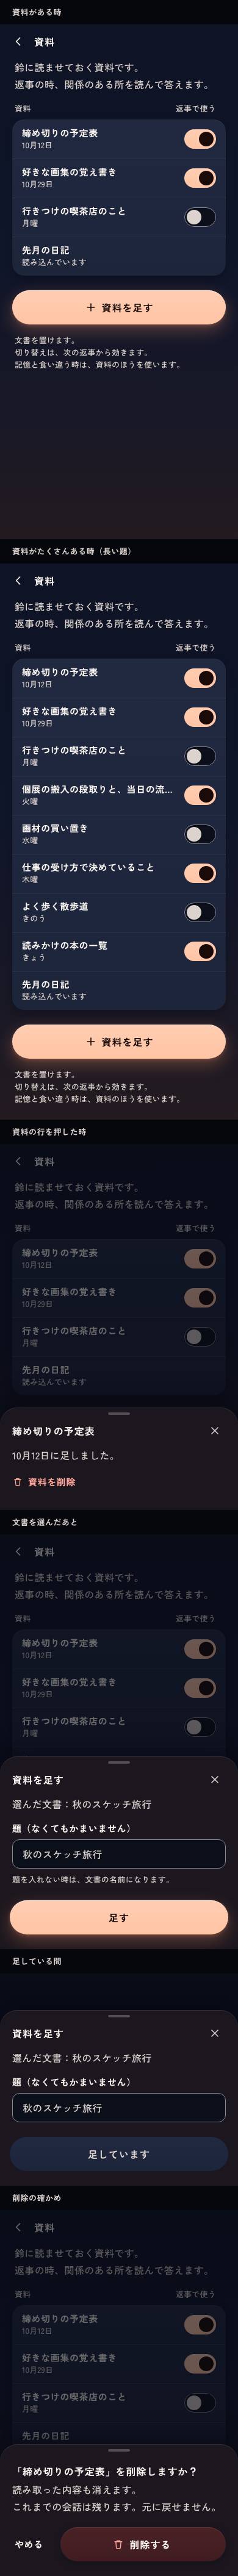 資料がある時
資料
鈴に読ませておく資料です。
返事の時、関係のある所を読んで答えます。
資料 返事で使う
締め切りの予定表
10月12日
好きな画集の覚え書き
10月29日
行きつけの喫茶店のこと
月曜
先月の日記
読み込んでいます
＋ 資料を足す
文書を置けます。
切り替えは、次の返事から効きます。
記憶と食い違う時は、資料のほうを使います。
資料がたくさんある時（長い題）
資料
鈴に読ませておく資料です。
返事の時、関係のある所を読んで答えます。
資料 返事で使う
締め切りの予定表
10月12日
好きな画集の覚え書き
10月29日
行きつけの喫茶店のこと
月曜
個展の搬入の段取りと、当日の流…
火曜
画材の買い置き
水曜
仕事の受け方で決めていること
木曜
よく歩く散歩道
きのう
読みかけの本の一覧
きょう
先月の日記
読み込んでいます
＋ 資料を足す
文書を置けます。
切り替えは、次の返事から効きます。
記憶と食い違う時は、資料のほうを使います。
資料の行を押した時
資料
鈴に読ませておく資料です。
返事の時、関係のある所を読んで答えます。
資料 返事で使う
締め切りの予定表
10月12日
好きな画集の覚え書き
10月29日
行きつけの喫茶店のこと
月曜
先月の日記
読み込んでいます
締め切りの予定表
10月12日に足しました。
資料を削除
文書を選んだあと
資料
鈴に読ませておく資料です。
返事の時、関係のある所を読んで答えます。
資料 返事で使う
締め切りの予定表
10月12日
好きな画集の覚え書き
10月29日
行きつけの喫茶店のこと
月曜
資料を足す
選んだ文書：秋のスケッチ旅行
題（なくてもかまいません）
秋のスケッチ旅行
題を入れない時は、文書の名前になります。
足す
足している間
資料を足す
選んだ文書：秋のスケッチ旅行
題（なくてもかまいません）
秋のスケッチ旅行
足しています
削除の確かめ
資料
鈴に読ませておく資料です。
返事の時、関係のある所を読んで答えます。
資料 返事で使う
締め切りの予定表
10月12日
好きな画集の覚え書き
10月29日
行きつけの喫茶店のこと
月曜
先月の日記
「締め切りの予定表」を削除しますか？
読み取った内容も消えます。
これまでの会話は残ります。元に戻せません。
やめる 削除する